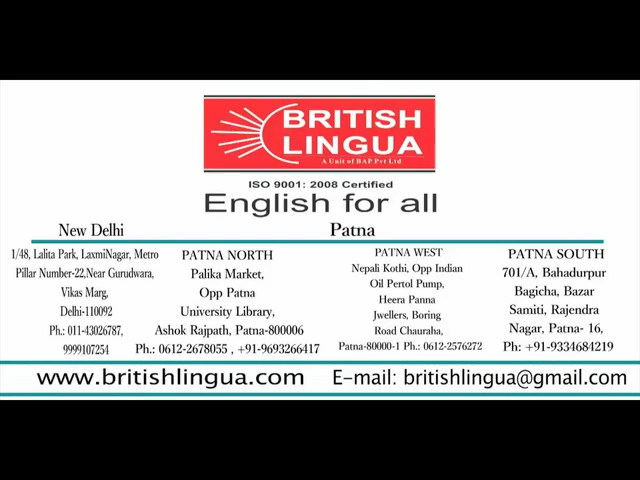 BRITISH
LINGUA
A Unit of BAP Pvt Ltd
ISO 9001: 2008 Certified
English for all
New Delhi
1/48, Lalita Park, LaxmiNagar, Metro
Pillar Number-22,Near Gurudwara,
Vikas Marg,
Delhi-110092
Ph.: 011-43026787,
9999107254
Patna
PATNA NORTH
Palika Market,
Opp Patna
University Library,
Ashok Rajpath, Patna-800006
Ph.: 0612-2678055 , +91-9693266417
PATNA WEST
Nepali Kothi, Opp Indian
Oil Pertol Pump,
Heera Panna
Jwellers, Boring
Road Chauraha,
Patna-80000-1 Ph.: 0612-2576272
PATNA SOUTH
701/A, Bahadurpur
Bagicha, Bazar
Samiti, Rajendra
Nagar, Patna- 16,
Ph: +91-9334684219
www.britishlingua.com
E-mail: britishlingua@gmail.com